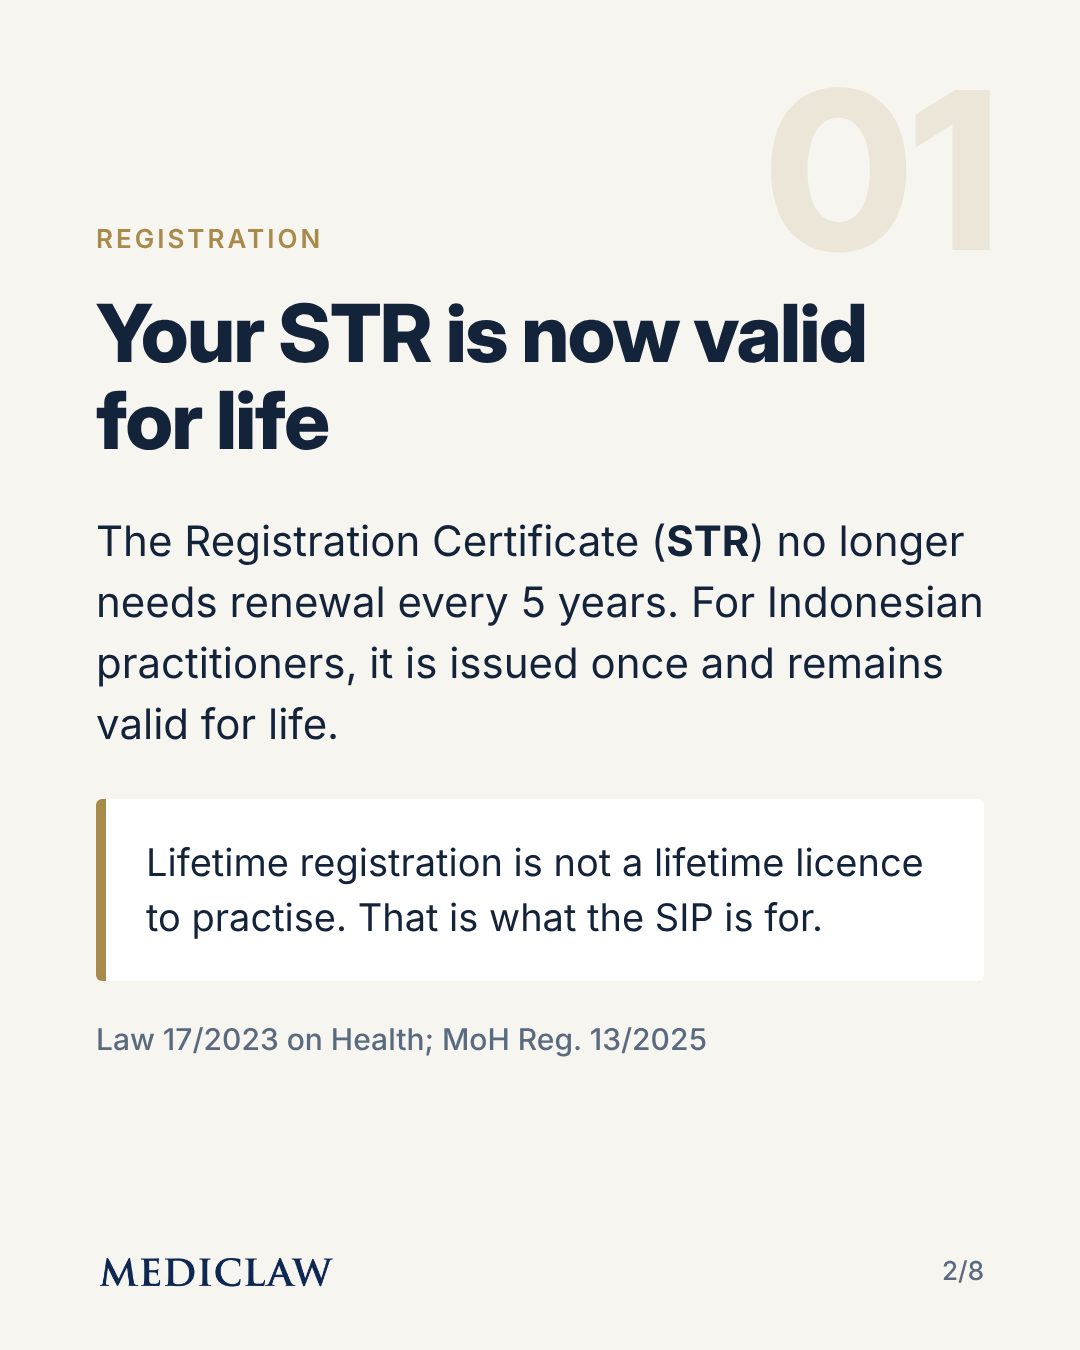 01
REGISTRATION
Your STR is now valid
for life
The Registration Certificate (STR) no longer
needs renewal every 5 years. For Indonesian
practitioners, it is issued once and remains
valid for life.
Lifetime registration is not a lifetime licence
to practise. That is what the SIP is for.
Law 17/2023 on Health; MoH Reg. 13/2025
MEDICLAW
2/8